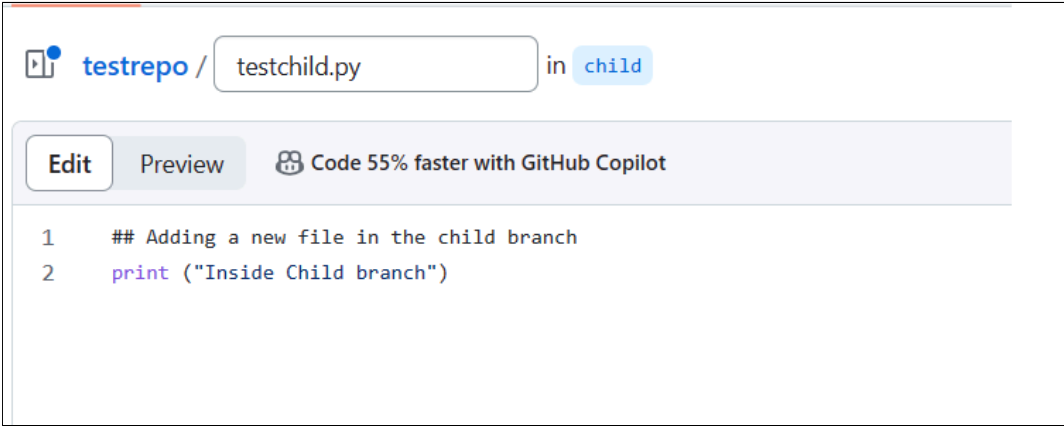 testrepo / testchild.py in child
Edit Preview Code 55% faster with GitHub Copilot
1 ## Adding a new file in the child branch
2 print ("Inside Child branch")